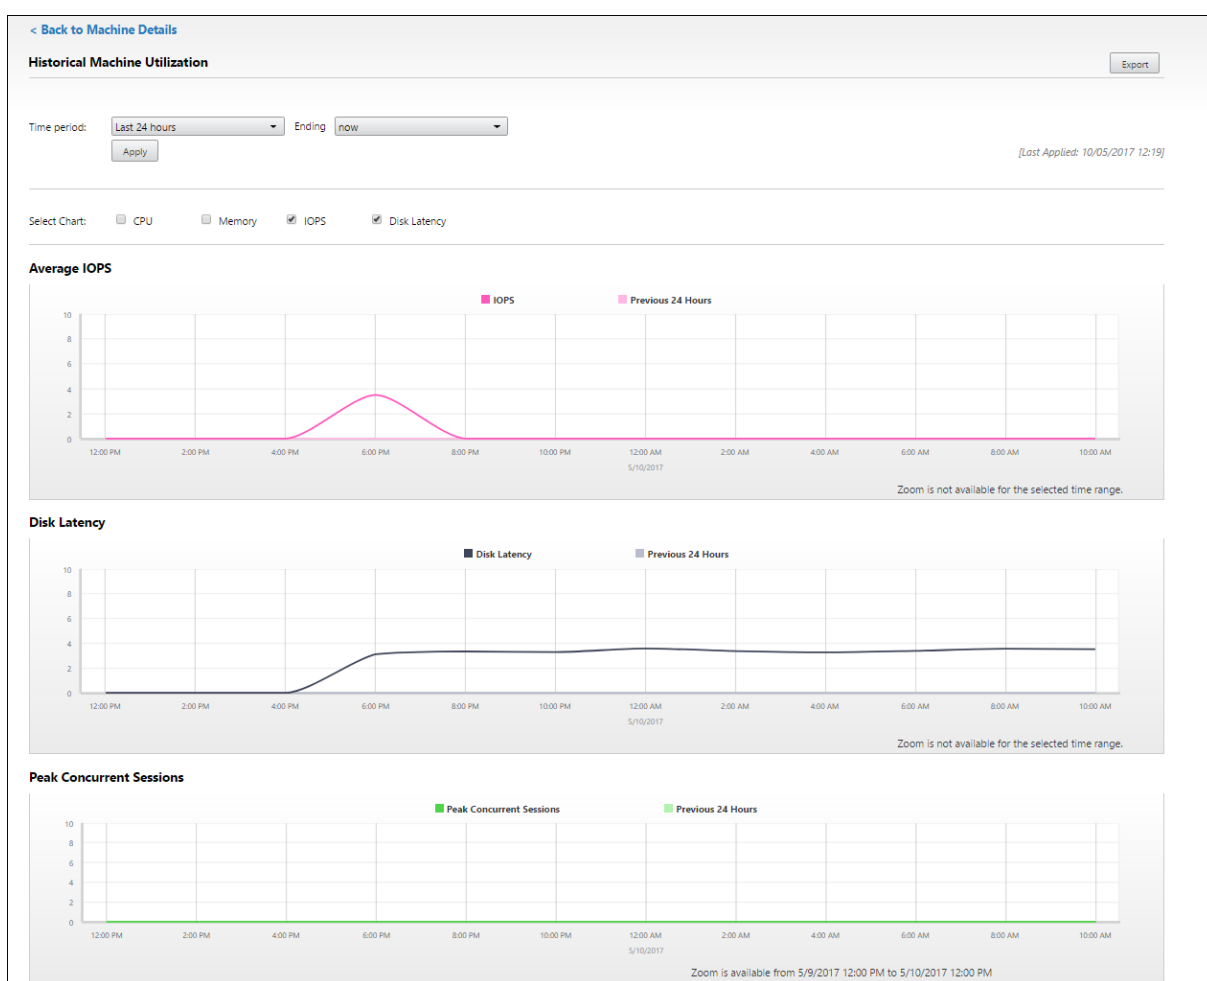 < Back to Machine Details
Historical Machine Utilization
Export
Time period: Last 24 hours Ending now
Apply
[Last Applied: 10/05/2017 12:19]
Select Chart: CPU Memory IOPS Disk Latency
Average IOPS
IOPS Previous 24 Hours
10
8
6
4
2
0
12:00 PM 2:00 PM 4:00 PM 6:00 PM 8:00 PM 10:00 PM 12:00 AM 2:00 AM 4:00 AM 6:00 AM 8:00 AM 10:00 AM
5/10/2017
Zoom is not available for the selected time range.
Disk Latency
Disk Latency Previous 24 Hours
10
8
6
4
2
0
12:00 PM 2:00 PM 4:00 PM 6:00 PM 8:00 PM 10:00 PM 12:00 AM 2:00 AM 4:00 AM 6:00 AM 8:00 AM 10:00 AM
5/10/2017
Zoom is not available for the selected time range.
Peak Concurrent Sessions
Peak Concurrent Sessions Previous 24 Hours
10
8
6
4
2
0
12:00 PM 2:00 PM 4:00 PM 6:00 PM 8:00 PM 10:00 PM 12:00 AM 2:00 AM 4:00 AM 6:00 AM 8:00 AM 10:00 AM
5/10/2017
Zoom is available from 5/9/2017 12:00 PM to 5/10/2017 12:00 PM